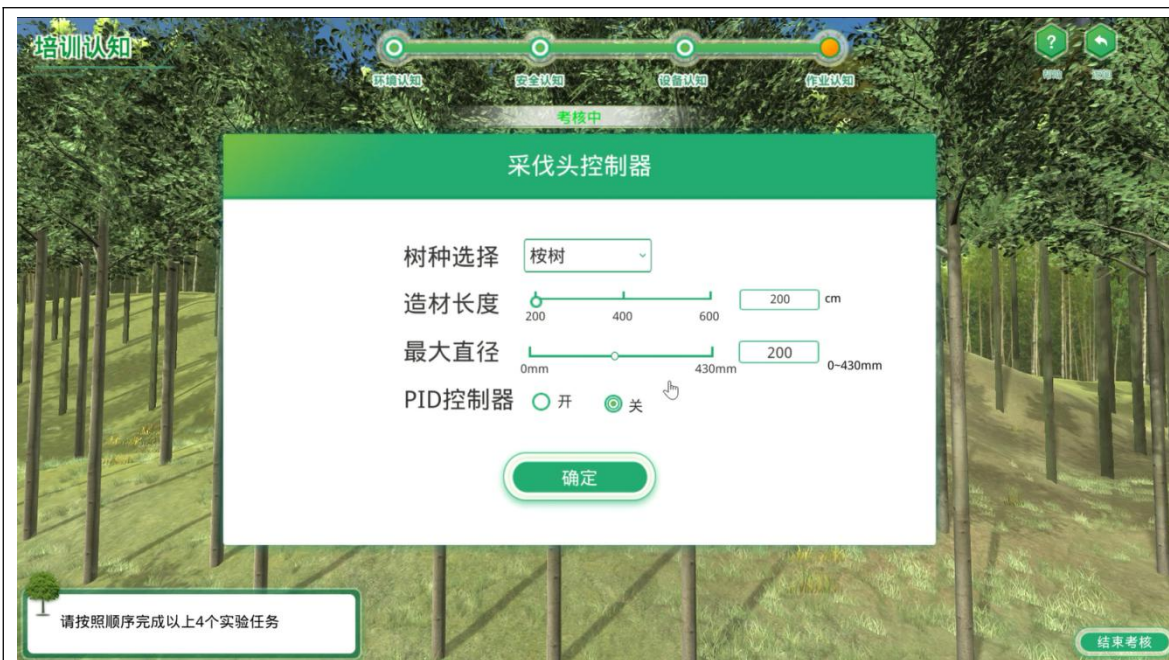 培训认知
环境认知
安全认知
设备认知
作业认知
帮助 返回
考核中
采伐头控制器
树种选择 桉树
造材长度 200 cm
200 400 600
最大直径 200
0mm 430mm 0~430mm
PID控制器 开 关
确定
请按照顺序完成以上4个实验任务
结束考核